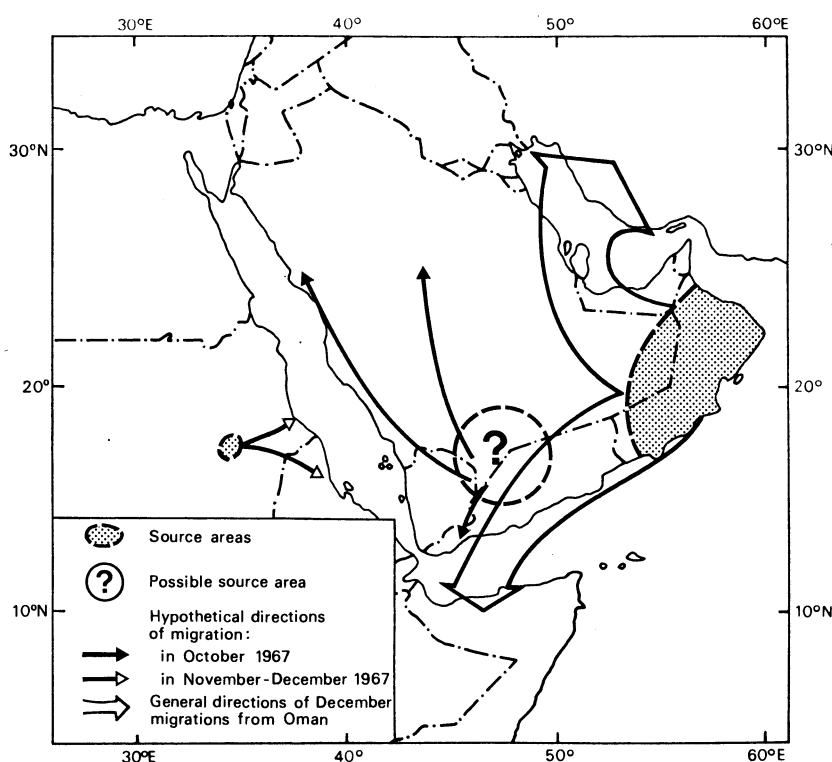 30°E 40° 50° 60°E
30°N 30°N
20° 20°
?
10°N 10°N
Source areas
? Possible source area
Hypothetical directions
of migration:
in October 1967
in November-December 1967
General directions of December
migrations from Oman
30°E 40° 50° 60°E